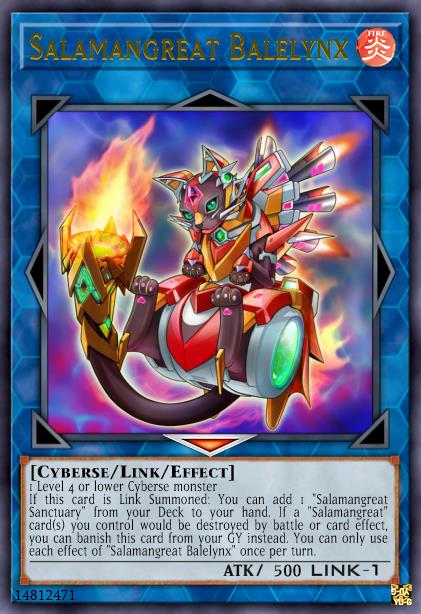 Salamangreat Balelynx
FIRE
炎
[Cyberse/Link/Effect]
1 Level 4 or lower Cyberse monster
If this card is Link Summoned: You can add 1 "Salamangreat
Sanctuary" from your Deck to your hand. If a "Salamangreat"
card(s) you control would be destroyed by battle or card effect,
you can banish this card from your GY instead. You can only use
each effect of "Salamangreat Balelynx" once per turn.
ATK/ 500 LINK-1
14812471